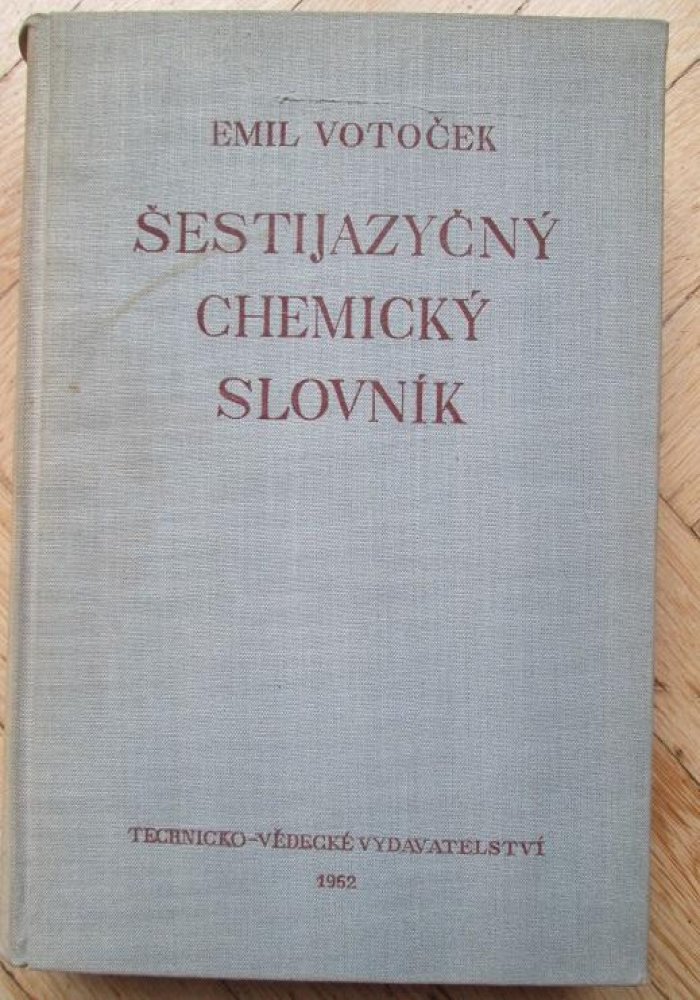 EMIL VOTOČEK
ŠESTIJAZYČNÝ
CHEMICKÝ
SLOVNÍK
TECHNICKO-VĚDECKÉ VYDAVATELSTVÍ
1952